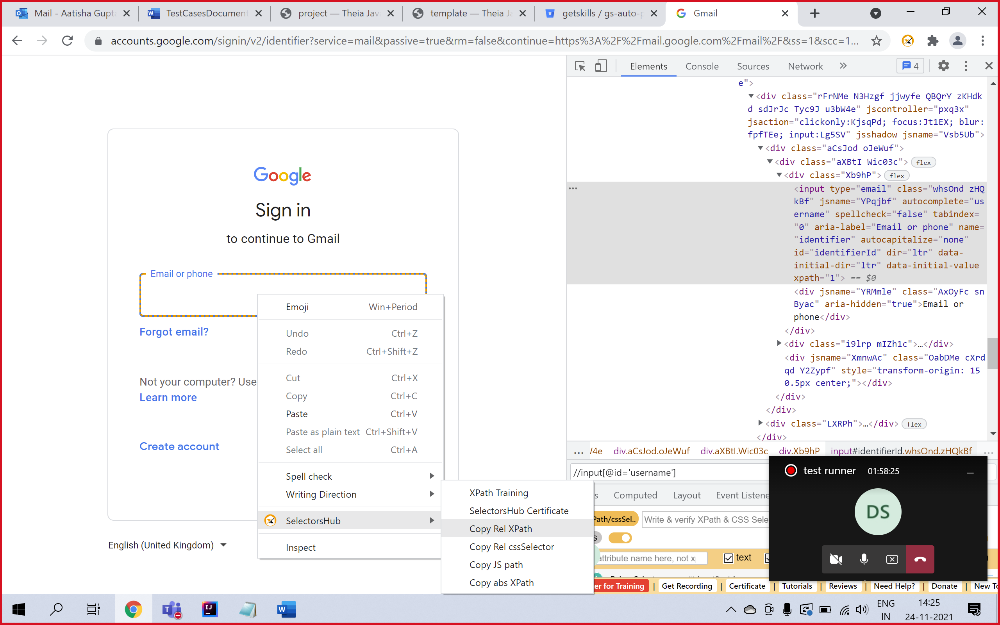 Mail - Aatisha Gupta
TestCasesDocument
project — Theia Jav
template — Theia Ja
getskills / gs-auto-p
Gmail
accounts.google.com/signin/v2/identifier?service=mail&passive=true&rm=false&continue=https%3A%2F%2Fmail.google.com%2Fmail%2F&ss=1&scc=1...
Google
Sign in
to continue to Gmail
Email or phone
Forgot email?
Not your computer? Use
Learn more
Create account
English (United Kingdom)
Emoji Win+Period
Undo Ctrl+Z
Redo Ctrl+Shift+Z
Cut Ctrl+X
Copy Ctrl+C
Paste Ctrl+V
Paste as plain text Ctrl+Shift+V
Select all Ctrl+A
Spell check
Writing Direction
SelectorsHub
Inspect
XPath Training
SelectorsHub Certificate
Copy Rel XPath
Copy Rel cssSelector
Copy JS path
Copy abs XPath
Elements Console Sources Network » 4
e">
<div class="rFrNMe N3Hzgf jjwyfe QBQrY zKHdk
d sdJrJc Tyc9J u3bW4e" jscontroller="pxq3x"
jsaction="clickonly:KjsqPd; focus:Jt1EX; blur:
fpfTEe; input:Lg5SV" jsshadow jsname="Vsb5Ub">
<div class="aCsJod oJeWuf">
<div class="aXBtI Wic03c"> flex
<div class="Xb9hP"> flex
<input type="email" class="whsOnd zHQ
kBf" jsname="YPqjbf" autocomplete="us
ername" spellcheck="false" tabindex=
"0" aria-label="Email or phone" name=
"identifier" autocapitalize="none"
id="identifierId" dir="ltr" data-
initial-dir="ltr" data-initial-value
xpath="1"> == $0
<div jsname="YRMmle" class="AxOyFc sn
Byac" aria-hidden="true">Email or
phone</div>
</div>
<div class="i9lrp mIZh1c">…</div>
<div jsname="XmnwAc" class="OabDMe cXrd
qd Y2Zypf" style="transform-origin: 15
0.5px center;"></div>
</div>
</div>
<div class="LXRPh">…</div> flex
</div>
... /4e div.aCsJod.oJeWuf div.aXBtI.Wic03c div.Xb9hP input#identifierId.whsOnd.zHQkBf ...
//input[@id='username']
s Computed Layout Event Listene
Path/cssSel.. Write & verify XPath & CSS Sele
s
attribute name here, not x text
er for Training | Get Recording | Certificate | Tutorials | Reviews | Need Help? | Donate | New To
test runner 01:58:25
DS
ENG
IN
14:25
24-11-2021